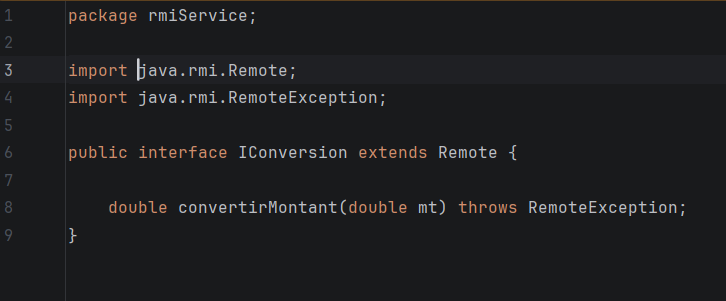 1 package rmiService;
2
3 import java.rmi.Remote;
4 import java.rmi.RemoteException;
5
6 public interface IConversion extends Remote {
7
8     double convertirMontant(double mt) throws RemoteException;
9 }